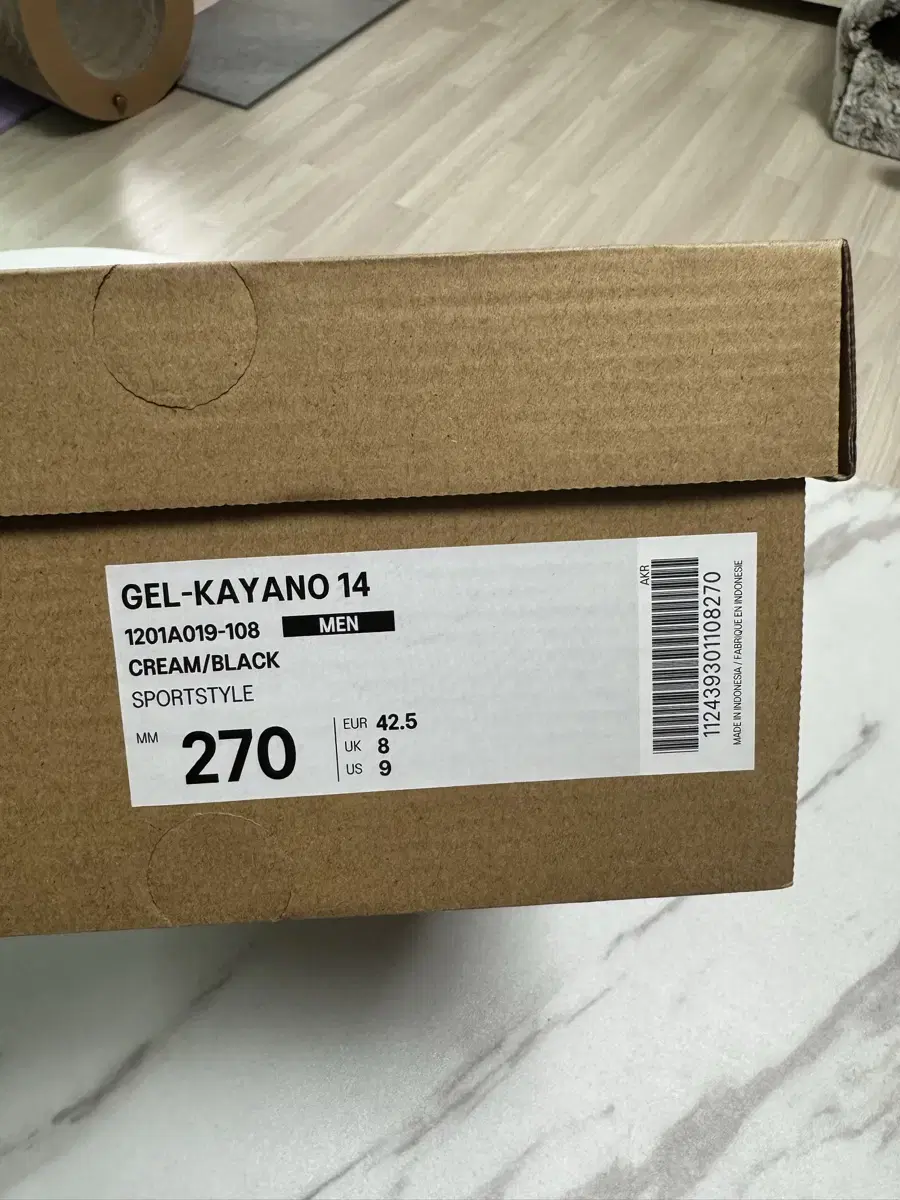 GEL-KAYANO 14
1201A019-108 MEN
CREAM/BLACK
SPORTSTYLE
MM 270
EUR 42.5
UK 8
US 9
AKR
112439301108270
MADE IN INDONESIA / FABRIQUE EN INDONESIE